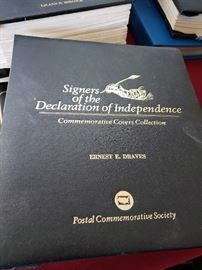 Signers
of the
Declaration of Independence
Commemorative Covers Collection
ERNEST E. DRAVES
Postal Commemorative Society